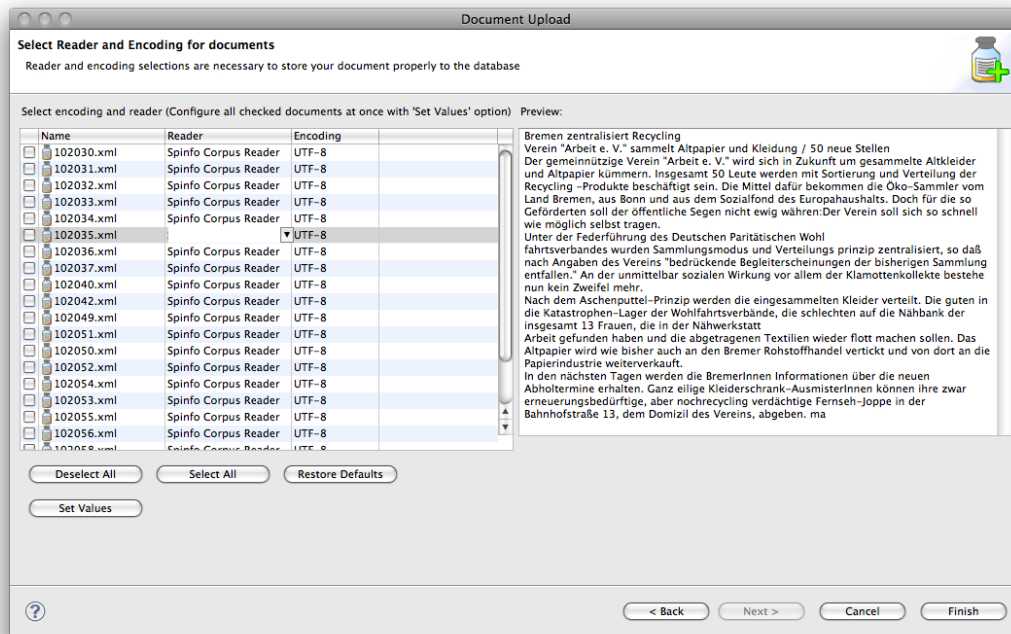 Document Upload
Select Reader and Encoding for documents
Reader and encoding selections are necessary to store your document properly to the database
Select encoding and reader (Configure all checked documents at once with 'Set Values' option)
Name Reader Encoding
102030.xml Spinfo Corpus Reader UTF-8
102031.xml Spinfo Corpus Reader UTF-8
102032.xml Spinfo Corpus Reader UTF-8
102033.xml Spinfo Corpus Reader UTF-8
102034.xml Spinfo Corpus Reader UTF-8
102035.xml UTF-8
102036.xml Spinfo Corpus Reader UTF-8
102037.xml Spinfo Corpus Reader UTF-8
102040.xml Spinfo Corpus Reader UTF-8
102042.xml Spinfo Corpus Reader UTF-8
102049.xml Spinfo Corpus Reader UTF-8
102051.xml Spinfo Corpus Reader UTF-8
102050.xml Spinfo Corpus Reader UTF-8
102052.xml Spinfo Corpus Reader UTF-8
102054.xml Spinfo Corpus Reader UTF-8
102053.xml Spinfo Corpus Reader UTF-8
102055.xml Spinfo Corpus Reader UTF-8
102056.xml Spinfo Corpus Reader UTF-8
102058.xml Spinfo Corpus Reader UTF-8
Preview:
Bremen zentralisiert Recycling
Verein "Arbeit e. V." sammelt Altpapier und Kleidung / 50 neue Stellen
Der gemeinnützige Verein "Arbeit e. V." wird sich in Zukunft um gesammelte Altkleider
und Altpapier kümmern. Insgesamt 50 Leute werden mit Sortierung und Verteilung der
Recycling -Produkte beschäftigt sein. Die Mittel dafür bekommen die Öko-Sammler vom
Land Bremen, aus Bonn und aus dem Sozialfond des Europahaushalts. Doch für die so
Geförderten soll der öffentliche Segen nicht ewig währen:Der Verein soll sich so schnell
wie möglich selbst tragen.
Unter der Federführung des Deutschen Paritätischen Wohl
fahrtsverbandes wurden Sammlungsmodus und Verteilungs prinzip zentralisiert, so daß
nach Angaben des Vereins "bedrückende Begleiterscheinungen der bisherigen Sammlung
entfallen." An der unmittelbar sozialen Wirkung vor allem der Klamottenkollekte bestehe
nun kein Zweifel mehr.
Nach dem Aschenputtel-Prinzip werden die eingesammelten Kleider verteilt. Die guten in
die Katastrophen-Lager der Wohlfahrtsverbände, die schlechten auf die Nähbank der
insgesamt 13 Frauen, die in der Nähwerkstatt
Arbeit gefunden haben und die abgetragenen Textilien wieder flott machen sollen. Das
Altpapier wird wie bisher auch an den Bremer Rohstoffhandel vertickt und von dort an die
Papierindustrie weiterverkauft.
In den nächsten Tagen werden die BremerInnen Informationen über die neuen
Abholtermine erhalten. Ganz eilige Kleiderschrank-AusmisterInnen können ihre zwar
erneuerungsbedürftige, aber nochrecycling verdächtige Fernseh-Joppe in der
Bahnhofstraße 13, dem Domizil des Vereins, abgeben. ma
Deselect All Select All Restore Defaults
Set Values
? < Back Next > Cancel Finish